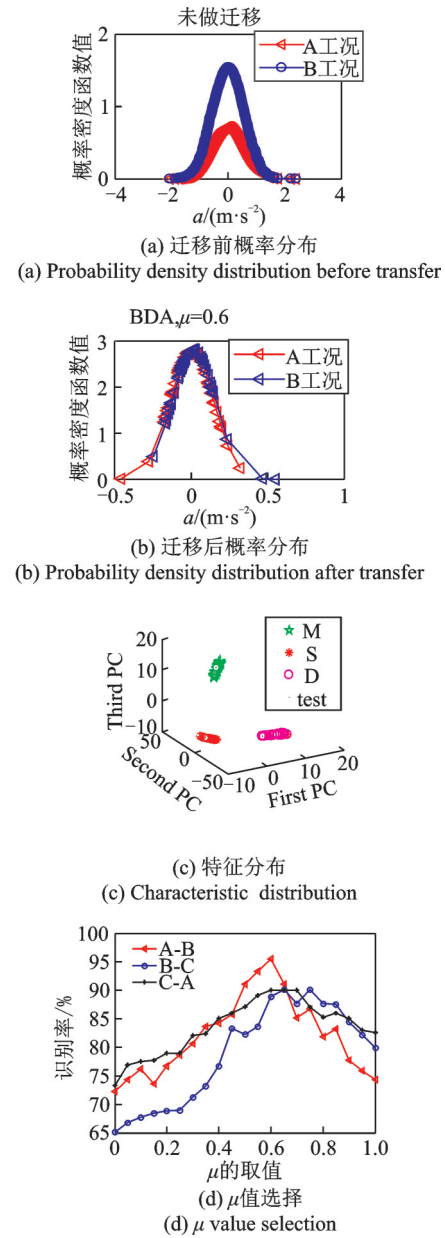 未做迁移
概率密度函数值
2
1
0
A工况
B工况
−4 −2 0 2 4
a/(m·s⁻²)
(a) 迁移前概率分布
(a) Probability density distribution before transfer
BDA,μ=0.6
概率密度函数值
3
2
1
0
A工况
B工况
−0.5 0 0.5 1
a/(m·s⁻²)
(b) 迁移后概率分布
(b) Probability density distribution after transfer
Third PC
20
10
0
−10
M
S
D
test
50
0
−50
Second PC
−10 0 10 20
First PC
(c) 特征分布
(c) Characteristic distribution
识别率/%
100
95
90
85
80
75
70
65
A-B
B-C
C-A
0 0.2 0.4 0.6 0.8 1.0
μ的取值
(d) μ值选择
(d) μ value selection